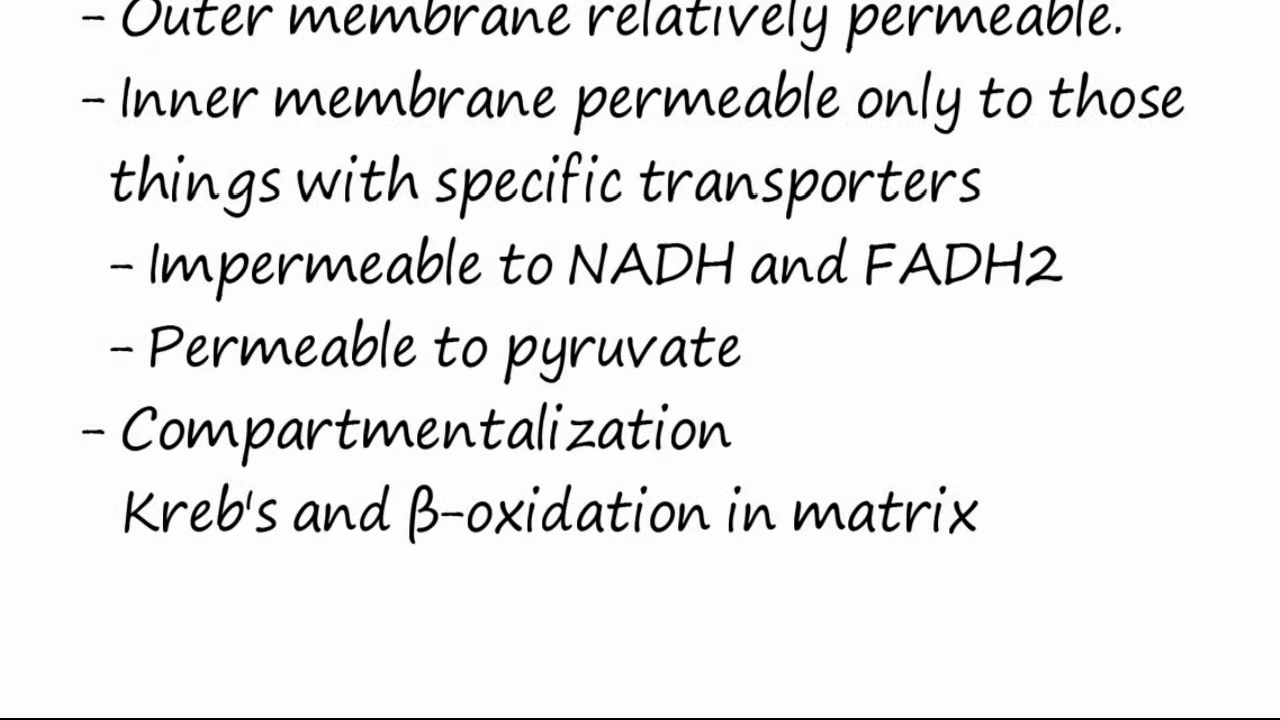 - Outer membrane relatively permeable.
- Inner membrane permeable only to those
things with specific transporters
- Impermeable to NADH and FADH2
- Permeable to pyruvate
- Compartmentalization
Kreb's and β-oxidation in matrix